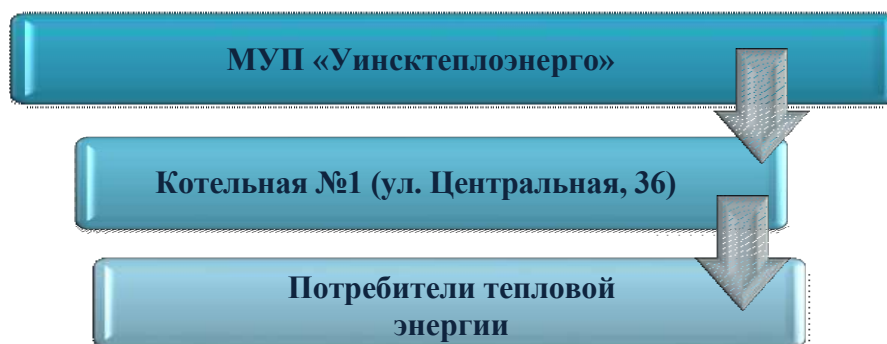 МУП «Уинсктеплоэнерго»
Котельная №1 (ул. Центральная, 36)
Потребители тепловой
энергии